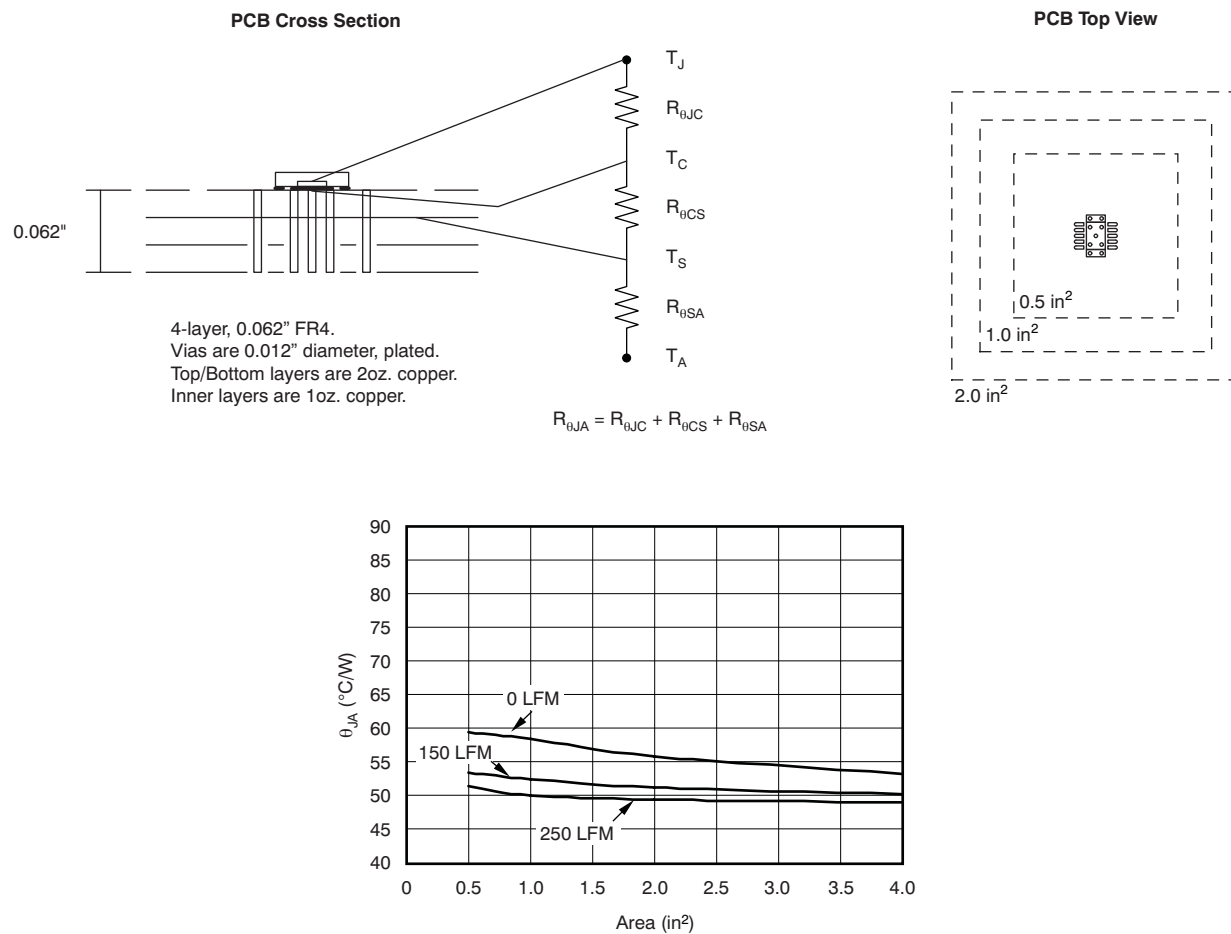 PCB Cross Section
PCB Top View
T_J
R_θJC
T_C
R_θCS
T_S
R_θSA
T_A
0.062"
4-layer, 0.062” FR4.
Vias are 0.012” diameter, plated.
Top/Bottom layers are 2oz. copper.
Inner layers are 1oz. copper.
R_θJA = R_θJC + R_θCS + R_θSA
0.5 in²
1.0 in²
2.0 in²
90
85
80
75
70
65
60
55
50
45
40
θ_JA (°C/W)
0 LFM
150 LFM
250 LFM
0 0.5 1.0 1.5 2.0 2.5 3.0 3.5 4.0
Area (in²)